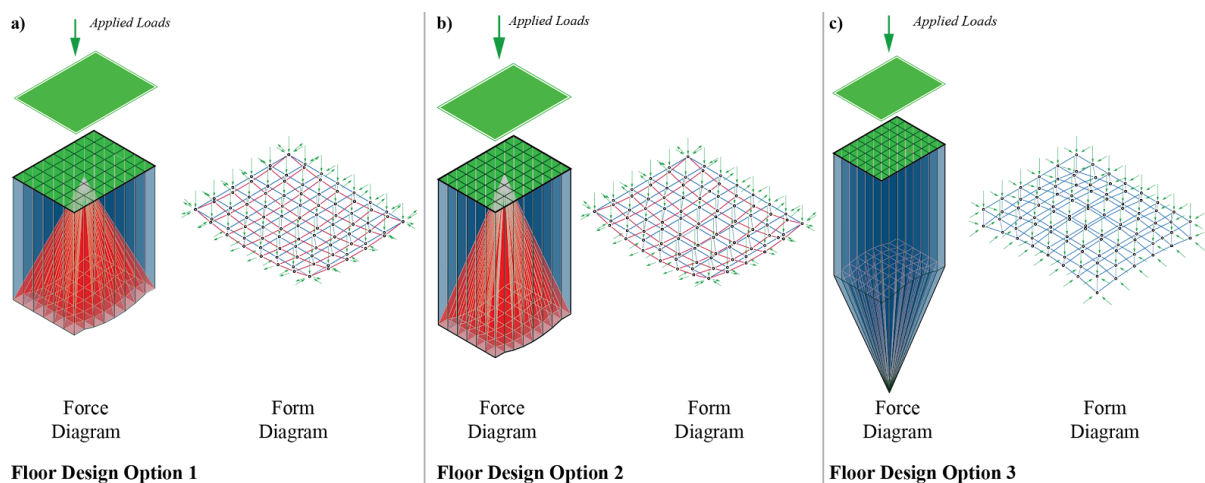 a)
Applied Loads
Force
Diagram
Form
Diagram
Floor Design Option 1
b)
Applied Loads
Force
Diagram
Form
Diagram
Floor Design Option 2
c)
Applied Loads
Force
Diagram
Form
Diagram
Floor Design Option 3